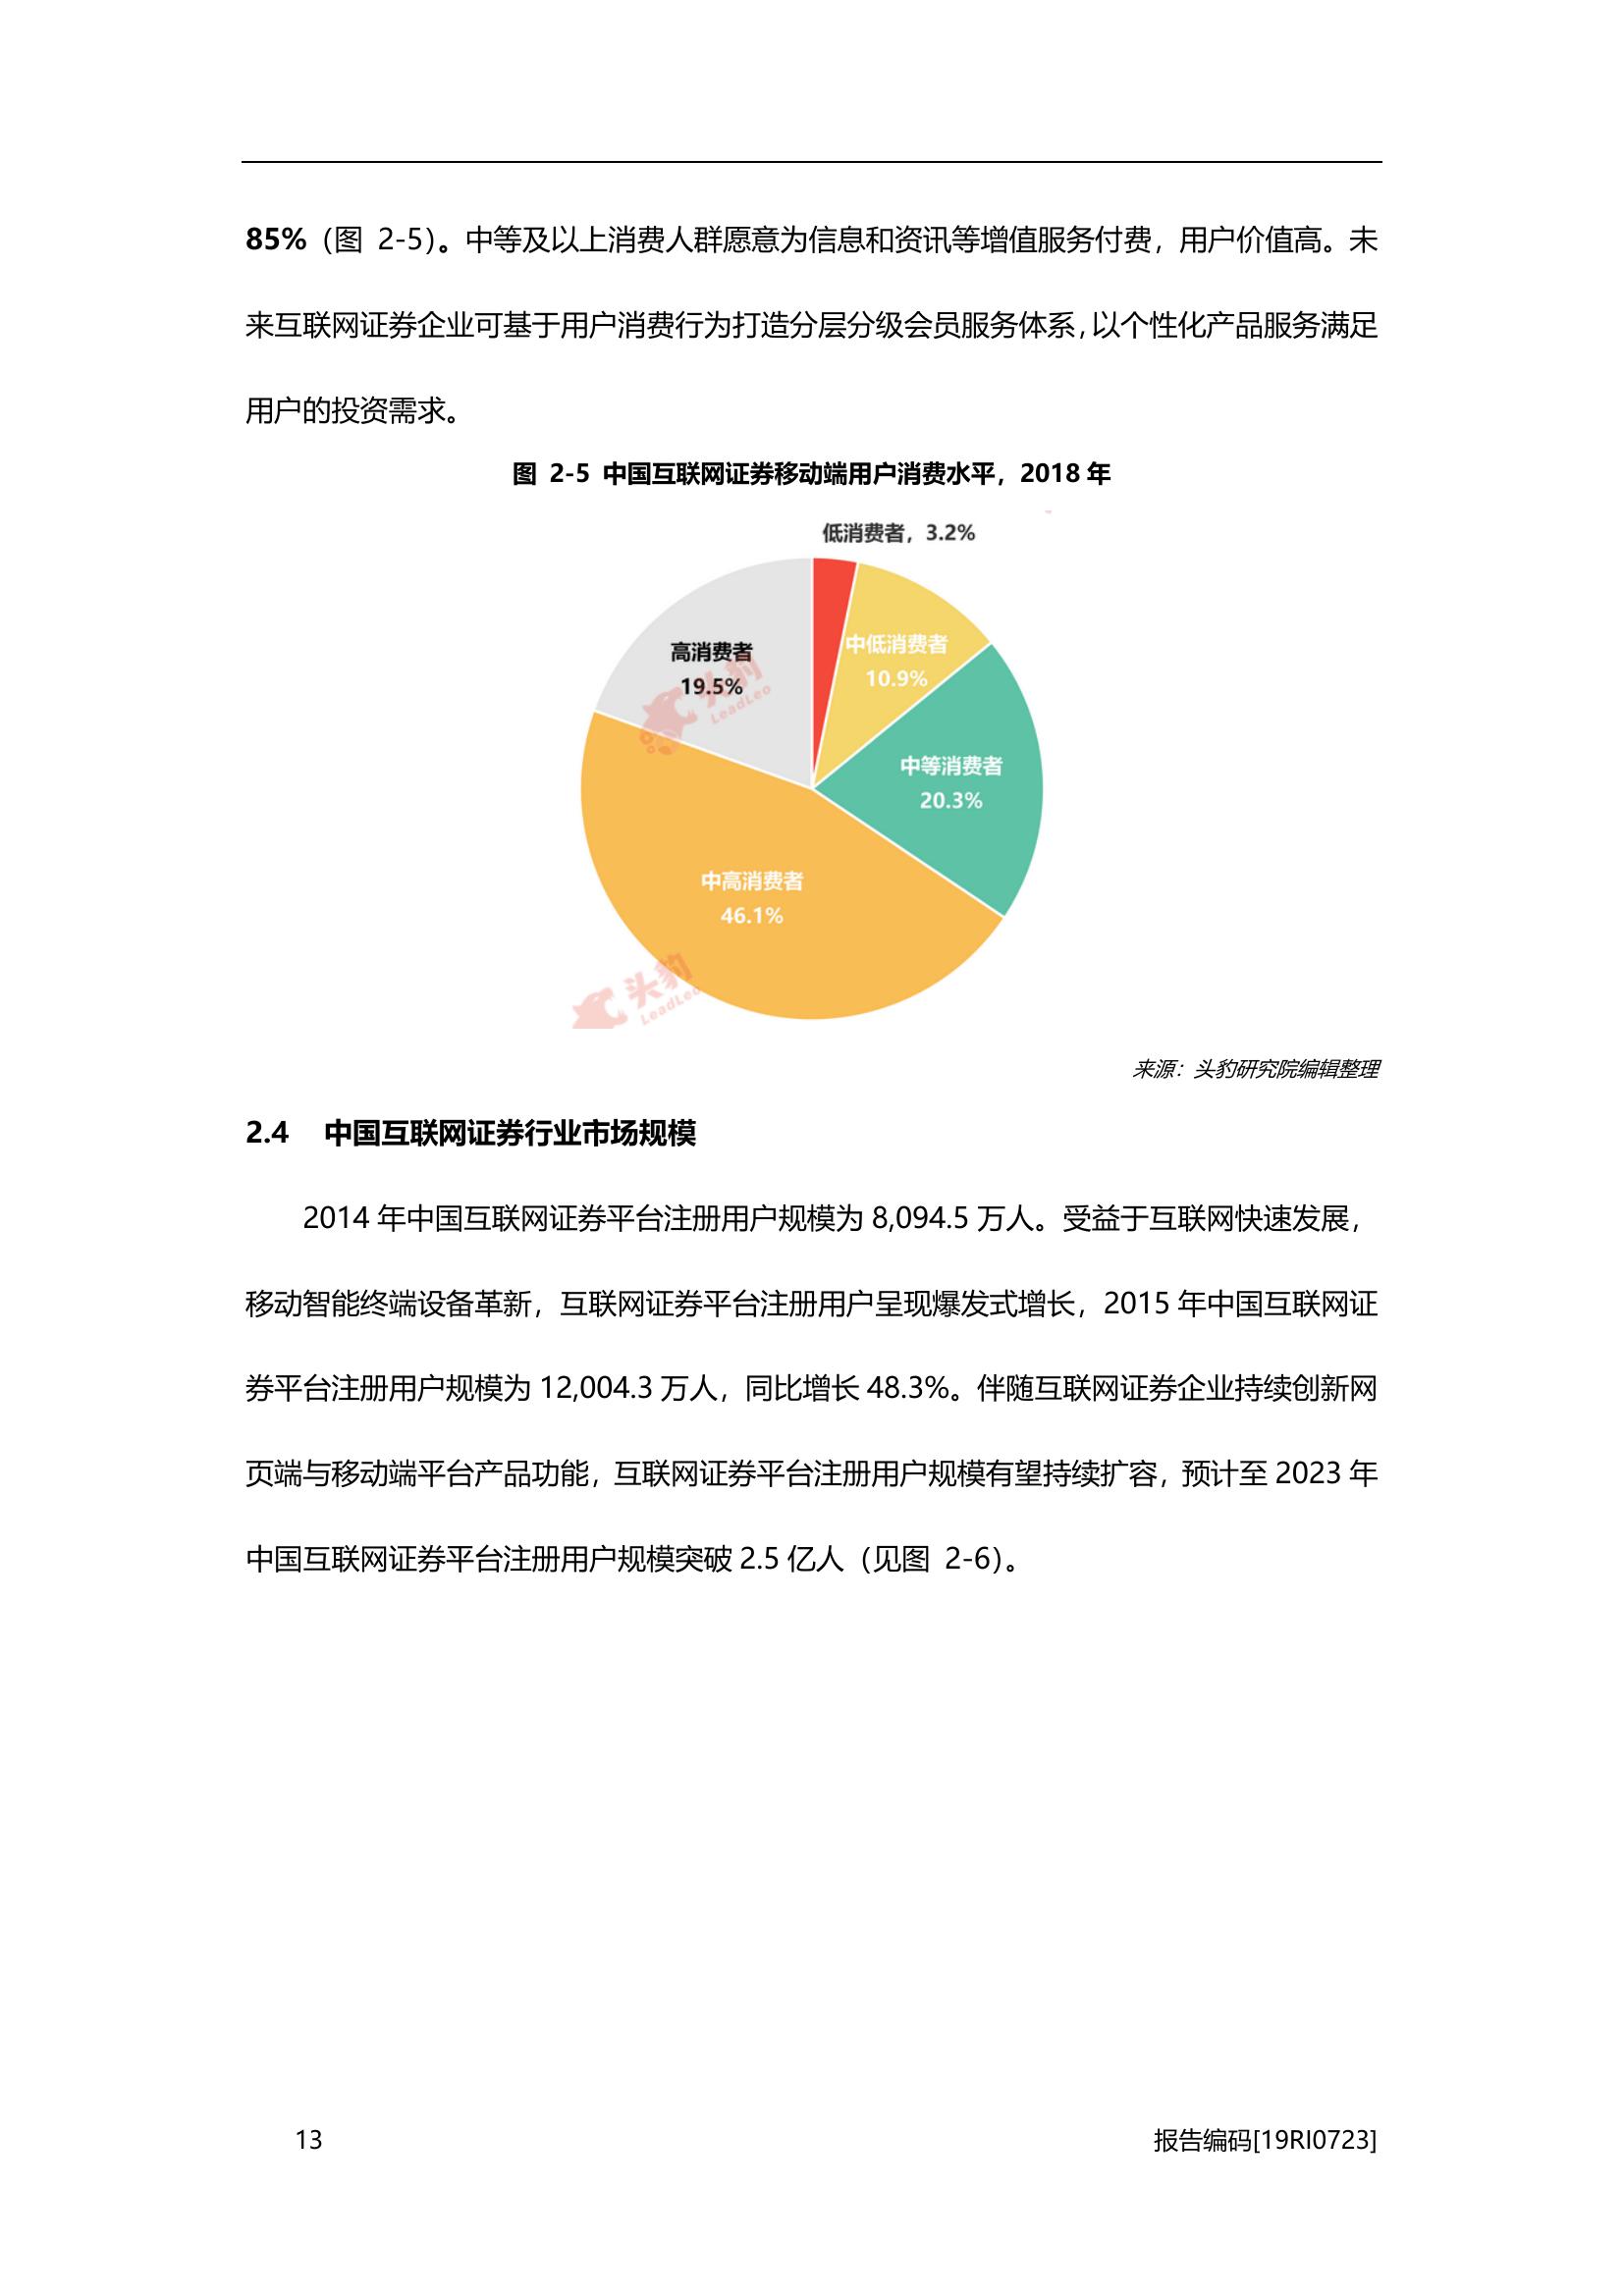 85%（图 2-5）。中等及以上消费人群愿意为信息和资讯等增值服务付费，用户价值高。未
来互联网证券企业可基于用户消费行为打造分层分级会员服务体系，以个性化产品服务满足
用户的投资需求。
图 2-5 中国互联网证券移动端用户消费水平，2018 年
低消费者，3.2%
中低消费者
10.9%
高消费者
19.5%
头豹
LeadLeo
中等消费者
20.3%
中高消费者
46.1%
头豹
LeadLeo
来源：头豹研究院编辑整理
2.4 中国互联网证券行业市场规模
2014 年中国互联网证券平台注册用户规模为 8,094.5 万人。受益于互联网快速发展，
移动智能终端设备革新，互联网证券平台注册用户呈现爆发式增长，2015 年中国互联网证
券平台注册用户规模为 12,004.3 万人，同比增长 48.3%。伴随互联网证券企业持续创新网
页端与移动端平台产品功能，互联网证券平台注册用户规模有望持续扩容，预计至 2023 年
中国互联网证券平台注册用户规模突破 2.5 亿人（见图 2-6）。
13
报告编码[19RI0723]